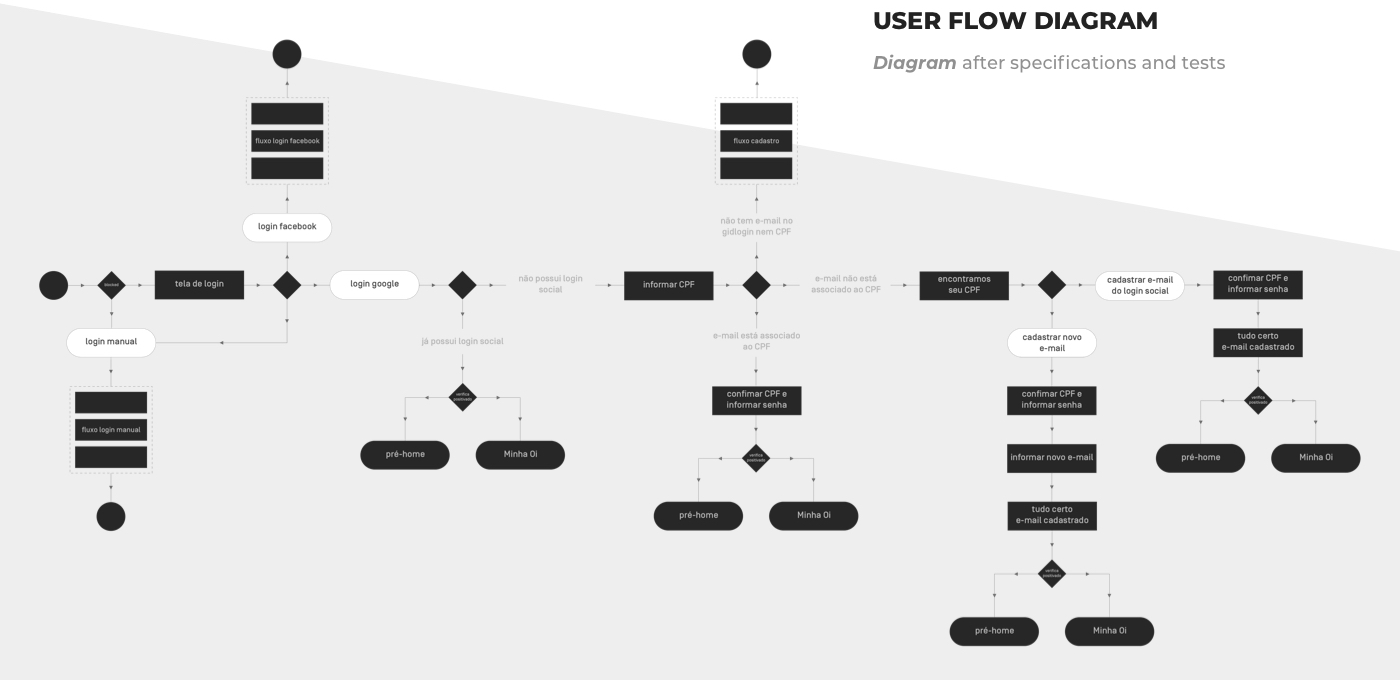 USER FLOW DIAGRAM
Diagram after specifications and tests
fluxo login facebook
fluxo cadastro
login facebook
não tem e-mail no
gidlogin nem CPF
tela de login
login google
não possui login
social
informar CPF
e-mail não está
associado ao CPF
encontramos
seu CPF
cadastrar e-mail
do login social
confimar CPF e
informar senha
login manual
já possui login social
e-mail está associado
ao CPF
cadastrar novo
e-mail
tudo certo
e-mail cadastrado
fluxo login manual
verifica
positivado
confimar CPF e
informar senha
confimar CPF e
informar senha
verifica
positivado
pré-home
Minha Oi
verifica
positivado
informar novo e-mail
pré-home
Minha Oi
pré-home
Minha Oi
tudo certo
e-mail cadastrado
verifica
positivado
pré-home
Minha Oi